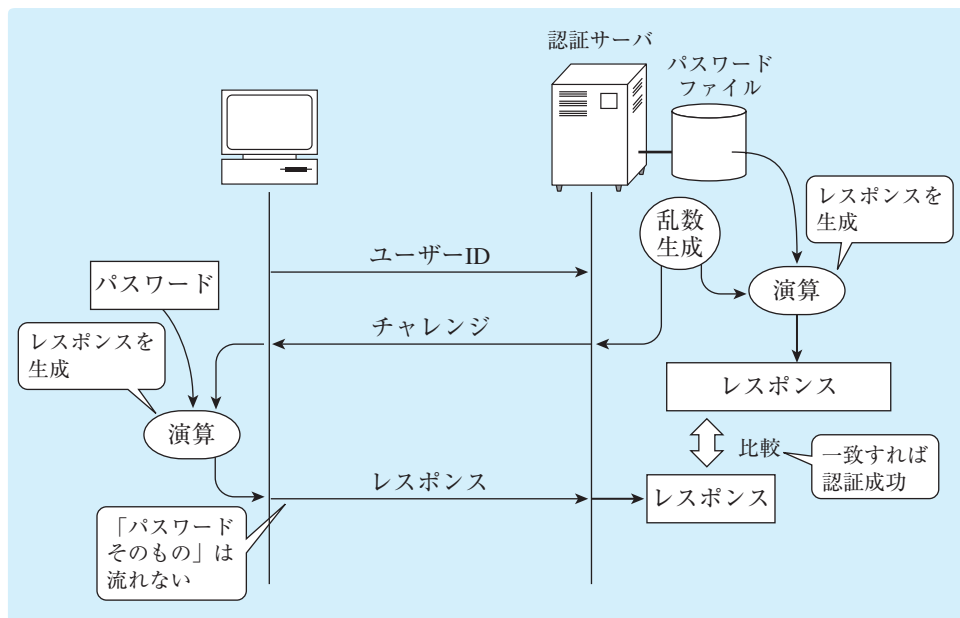 認証サーバ
パスワード
ファイル
レスポンスを
生成
乱数
生成
ユーザーID
パスワード
演算
チャレンジ
レスポンスを
生成
レスポンス
演算
比較
一致すれば
認証成功
レスポンス
レスポンス
「パスワード
そのもの」は
流れない